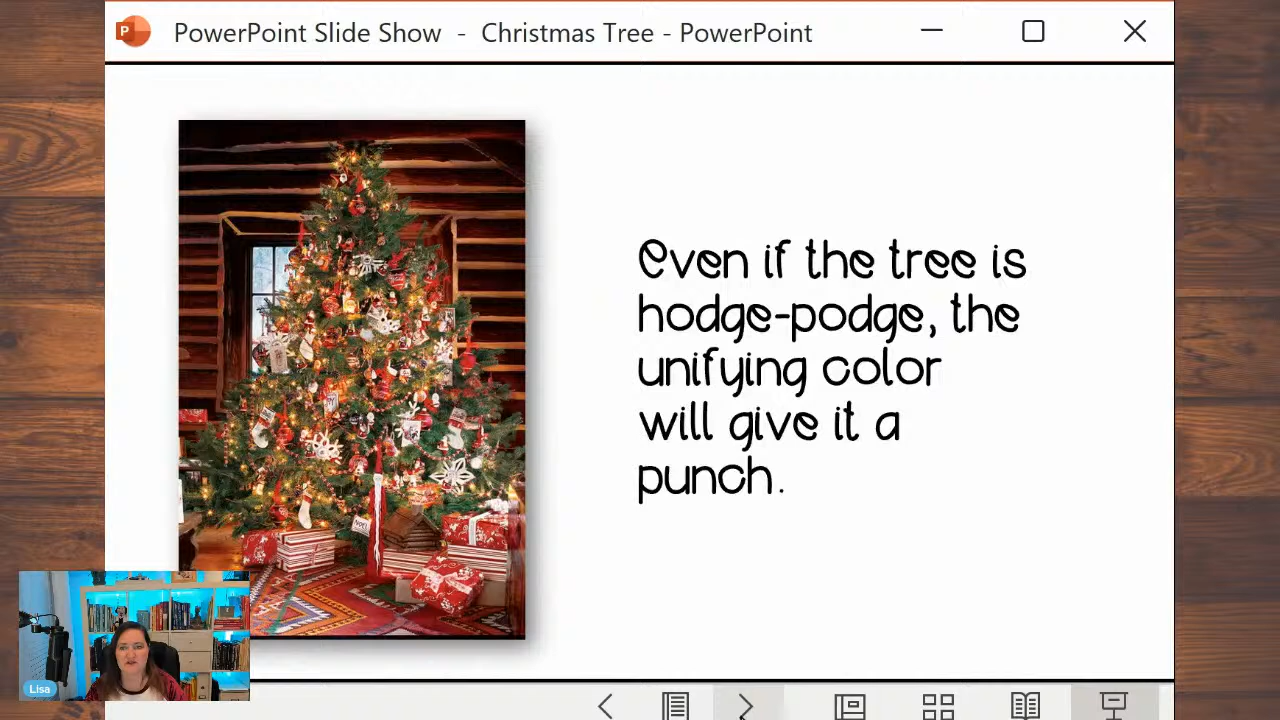 P PowerPoint Slide Show - Christmas Tree - PowerPoint
Even if the tree is
hodge-podge, the
unifying color
will give it a
punch.
Lisa